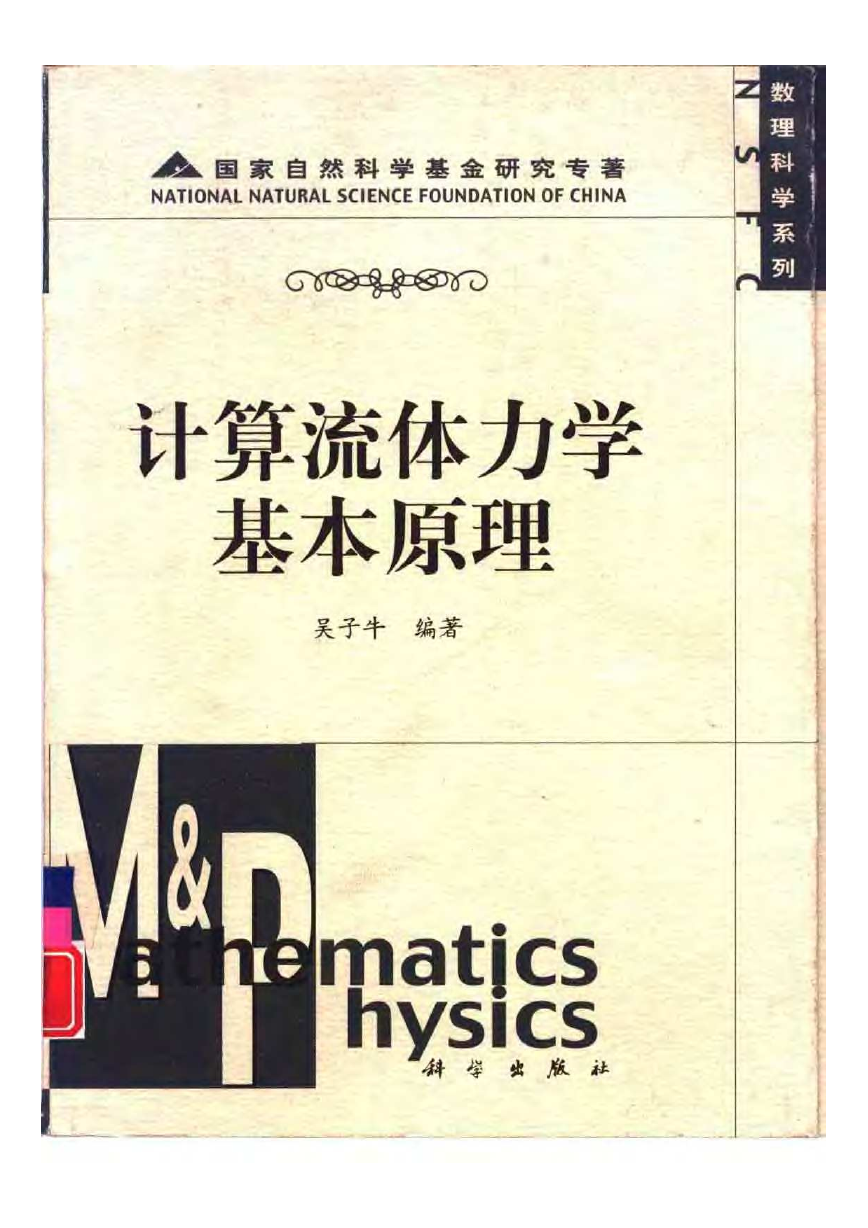 国家自然科学基金研究专著
NATIONAL NATURAL SCIENCE FOUNDATION OF CHINA
数理科学系列
NSFC
计算流体力学
基本原理
吴子牛 编著
M&P
Mathematics
Physics
科学出版社